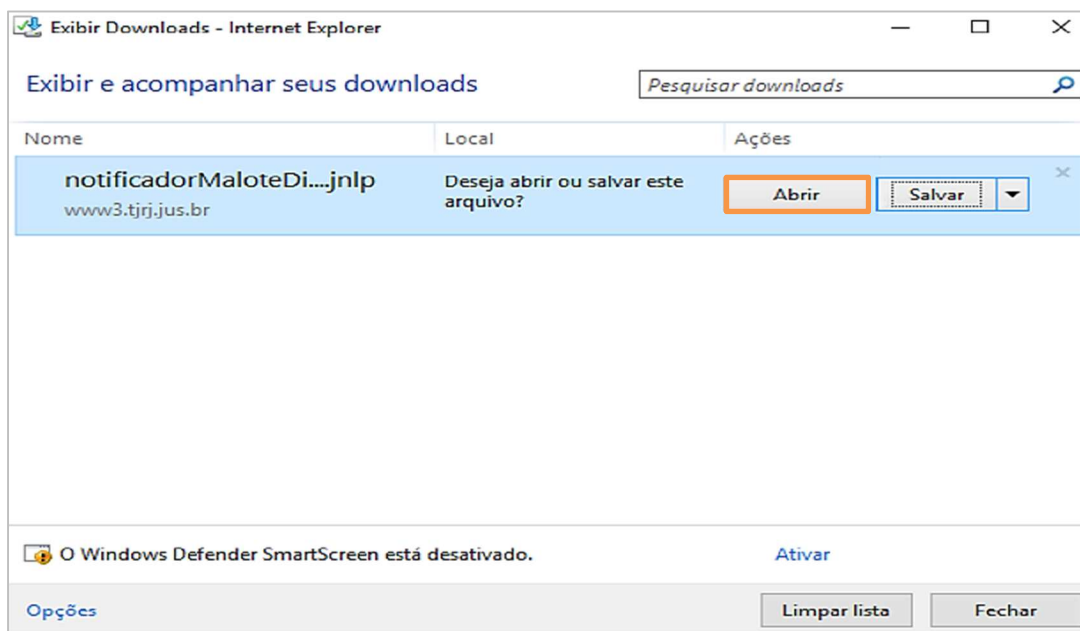 Exibir Downloads - Internet Explorer
Exibir e acompanhar seus downloads
Pesquisar downloads
Nome
Local
Ações
notificadorMaloteDi....jnlp
www3.tjrj.jus.br
Deseja abrir ou salvar este
arquivo?
Abrir
Salvar
O Windows Defender SmartScreen está desativado.
Ativar
Opções
Limpar lista
Fechar